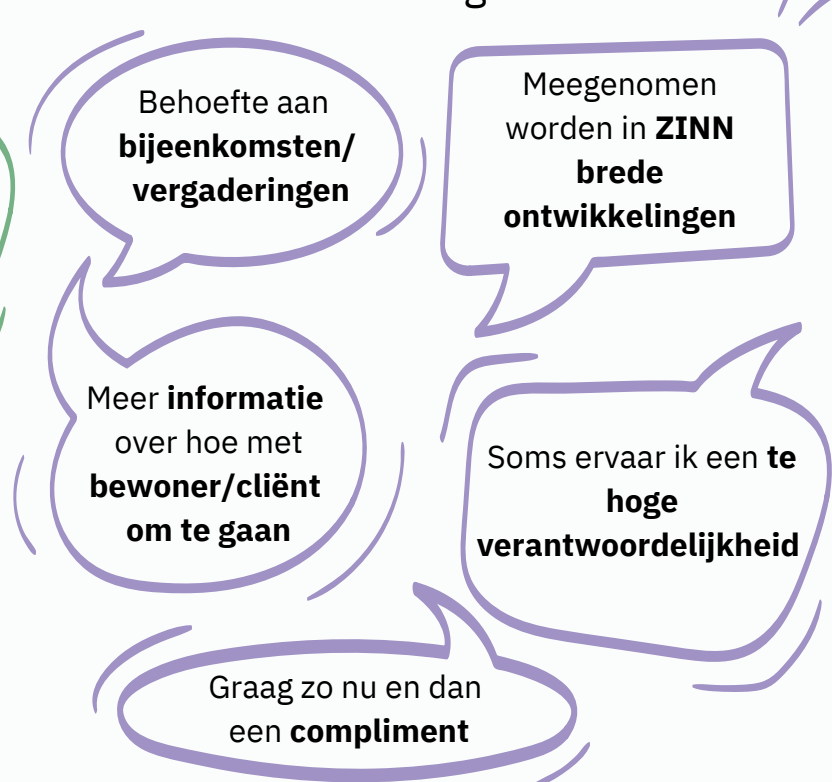 Behoefte aan
bijeenkomsten/
vergaderingen
Meegenomen
worden in ZINN
brede
ontwikkelingen
Meer informatie
over hoe met
bewoner/cliënt
om te gaan
Soms ervaar ik een te
hoge
verantwoordelijkheid
Graag zo nu en dan
een compliment